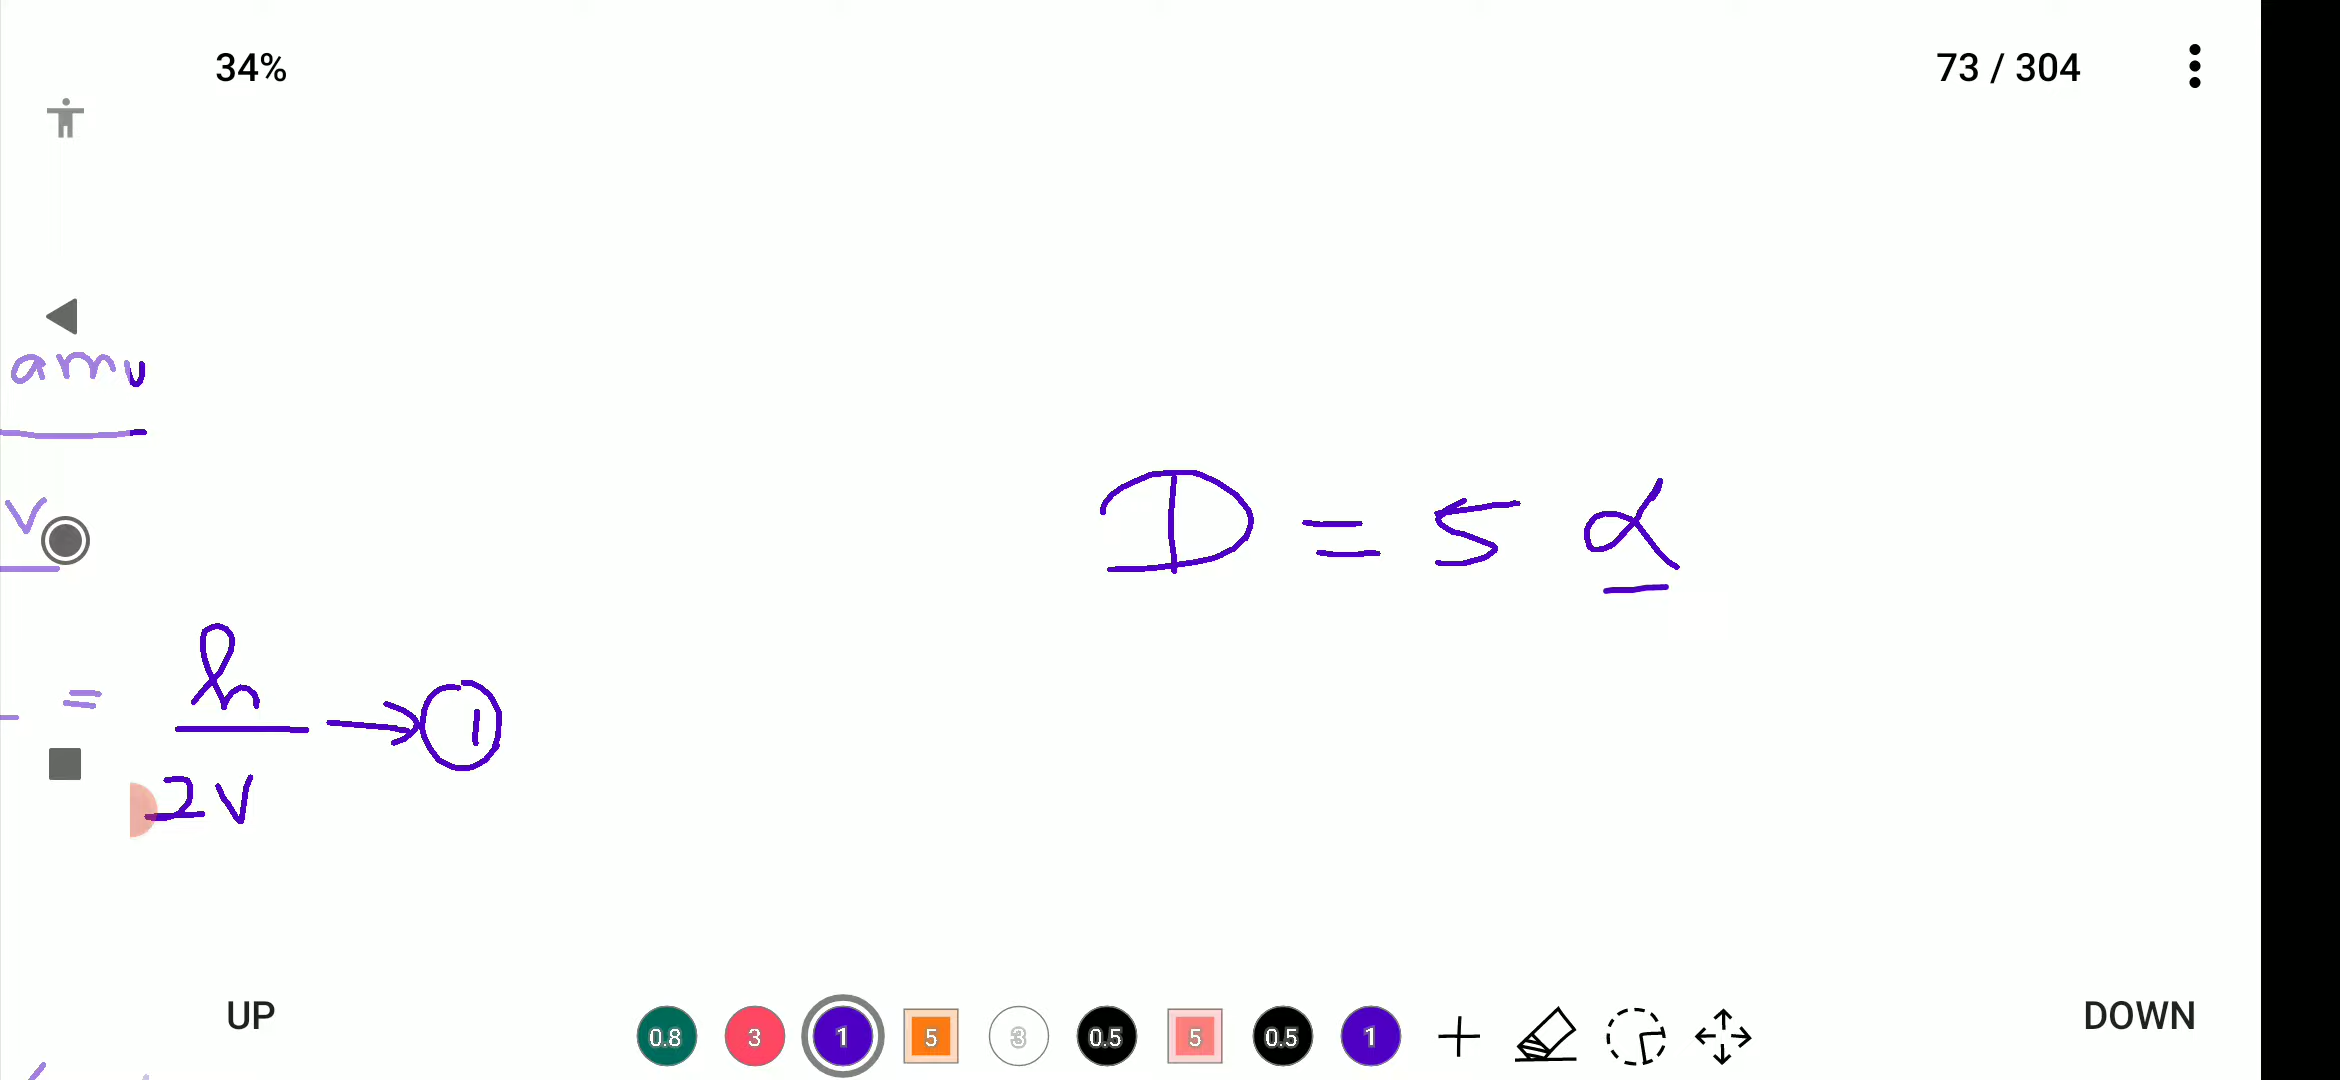 34% 73 / 304
amu
D = 5 α
v
= h → 1
2v
UP 0.8 3 1 5 3 0.5 5 0.5 1 DOWN